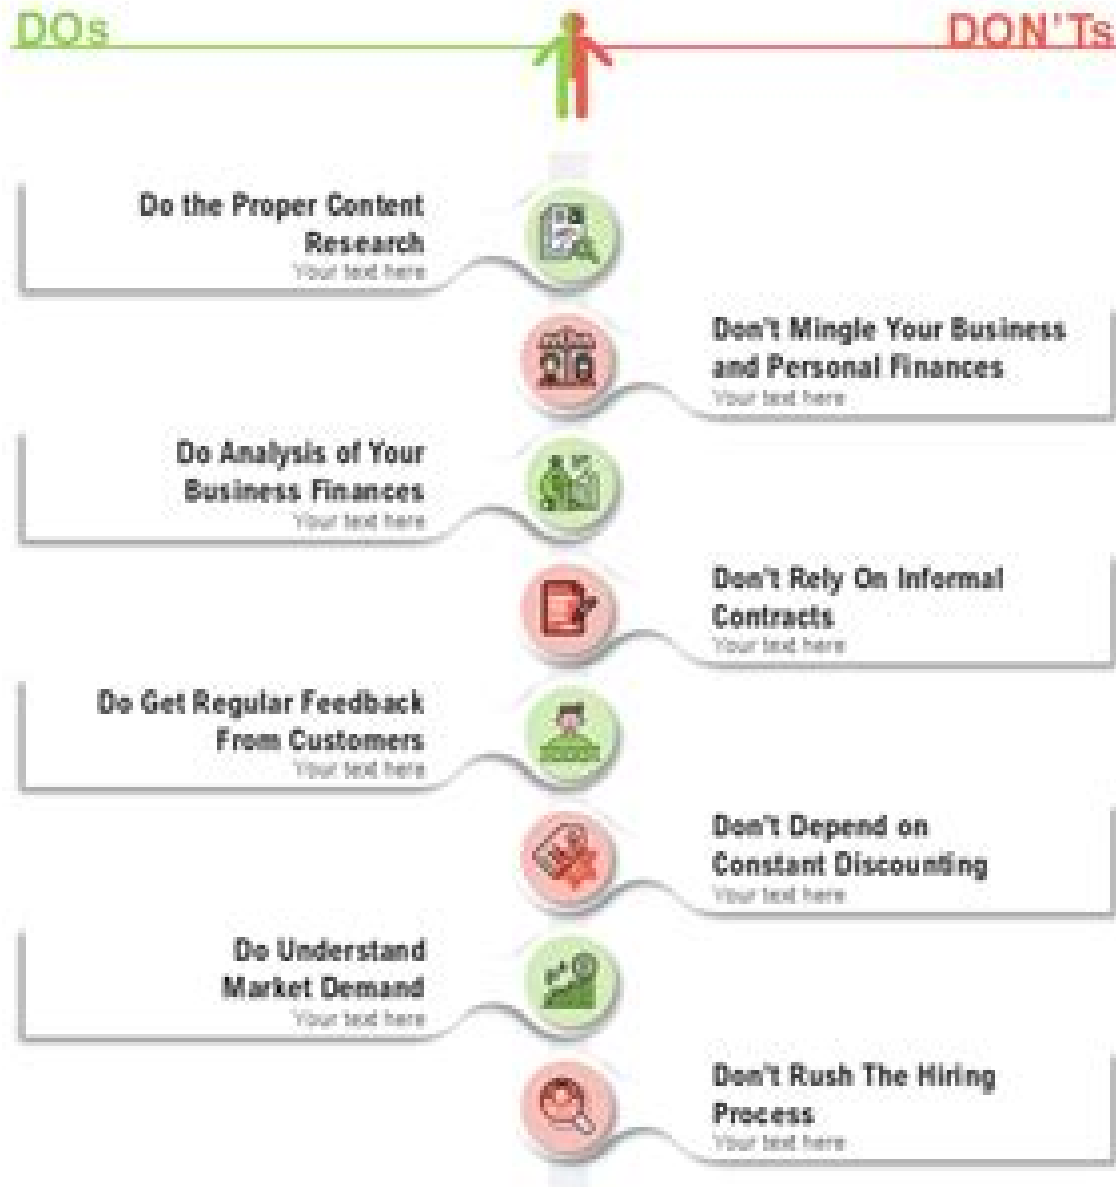 DOs
DON'Ts
Do the Proper Content
Research
Your text here
Don't Mingle Your Business
and Personal Finances
Your text here
Do Analysis of Your
Business Finances
Your text here
Don't Rely On Informal
Contracts
Your text here
Do Get Regular Feedback
From Customers
Your text here
Don't Depend on
Constant Discounting
Your text here
Do Understand
Market Demand
Your text here
Don't Rush The Hiring
Process
Your text here